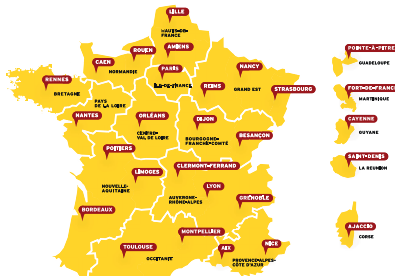 LILLE
HAUTS-DE-
FRANCE
AMIENS
ROUEN
CAEN
NORMANDIE
PARIS
ÎLE-DE-FRANCE
REIMS
NANCY
GRAND EST
STRASBOURG
RENNES
BRETAGNE
PAYS
DE LA LOIRE
NANTES
ORLÉANS
CENTRE-
VAL DE LOIRE
DIJON
BOURGOGNE-
FRANCHE-COMTÉ
BESANÇON
POITIERS
LIMOGES
NOUVELLE-
AQUITAINE
CLERMONT-FERRAND
LYON
AUVERGNE-
RHÔNE-ALPES
GRENOBLE
BORDEAUX
TOULOUSE
OCCITANIE
MONTPELLIER
AIX
NICE
PROVENCE-ALPES-
CÔTE D'AZUR
POINTE-À-PITRE
GUADELOUPE
FORT-DE-FRANCE
MARTINIQUE
CAYENNE
GUYANE
SAINT-DENIS
LA RÉUNION
AJACCIO
CORSE